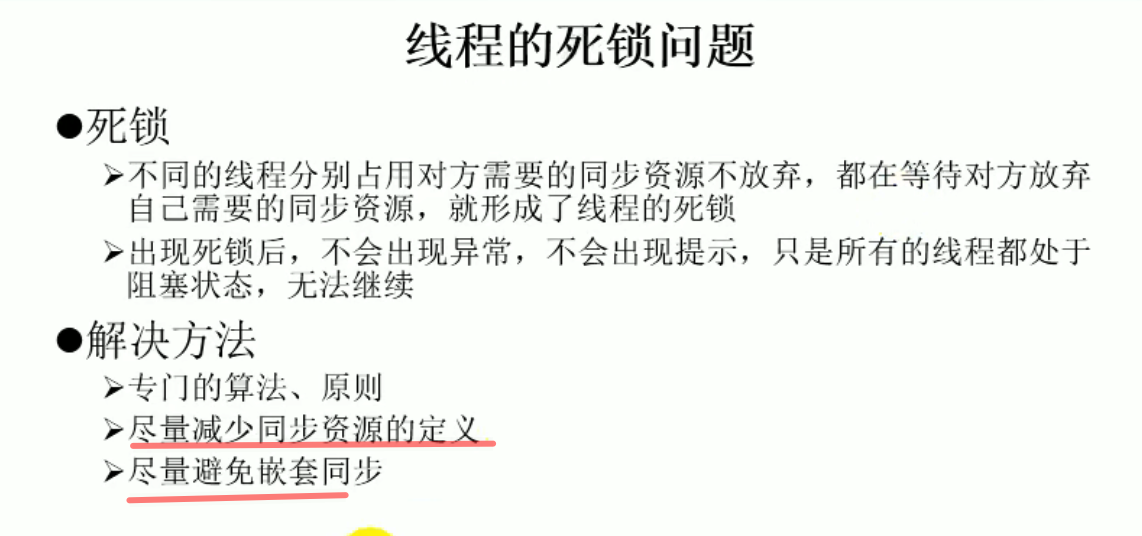 线程的死锁问题
●死锁
➢不同的线程分别占用对方需要的同步资源不放弃，都在等待对方放弃
自己需要的同步资源，就形成了线程的死锁
➢出现死锁后，不会出现异常，不会出现提示，只是所有的线程都处于
阻塞状态，无法继续
●解决方法
➢专门的算法、原则
➢尽量减少同步资源的定义
➢尽量避免嵌套同步